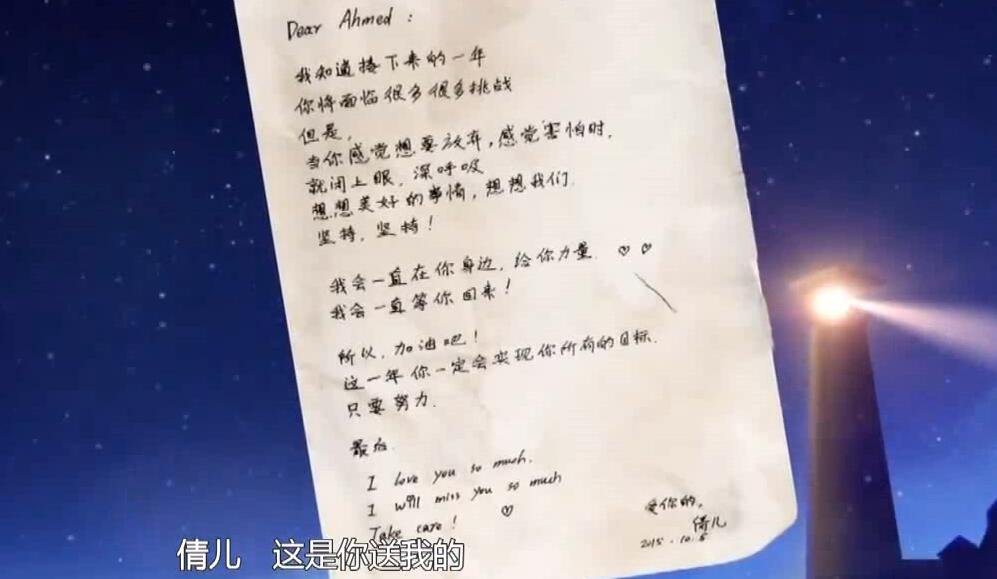 Dear Ahmed :
我知道接下来的一年
你将面临很多很多挑战
但是,
当你感觉想要放弃,感觉害怕时,
就闭上眼,深呼吸
想想美好的事情,想想我们.
坚持,坚持!
我会一直在你身边,给你力量. ♡ ♡
我会一直等你回来!
所以,加油吧!
这一年你一定会实现你所有的目标.
只要努力.
最后.
I love you so much.
I will miss you so much
Take care! ♡
爱你的,
倩儿
2015.10.5
倩儿 这是你送我的